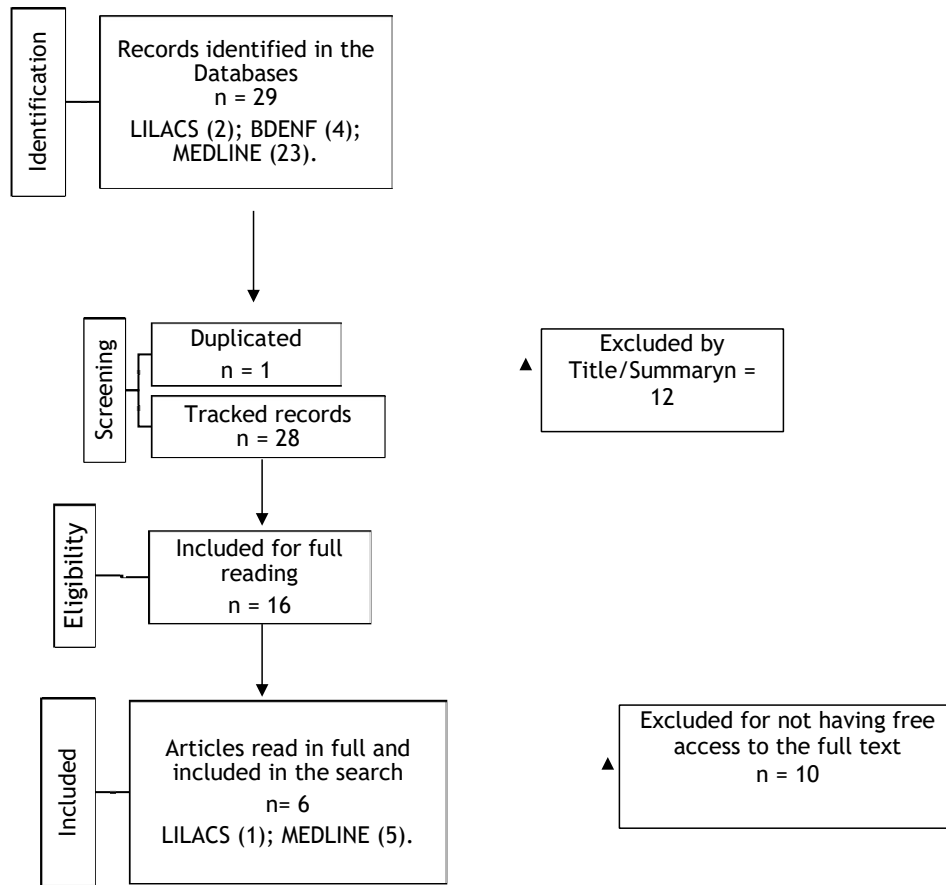 Identification
Records identified in the
Databases
n = 29
LILACS (2); BDENF (4);
MEDLINE (23).
Screening
Duplicated
n = 1
Tracked records
n = 28
Excluded by
Title/Summaryn =
12
Eligibility
Included for full
reading
n = 16
Included
Articles read in full and
included in the search
n= 6
LILACS (1); MEDLINE (5).
Excluded for not having free
access to the full text
n = 10